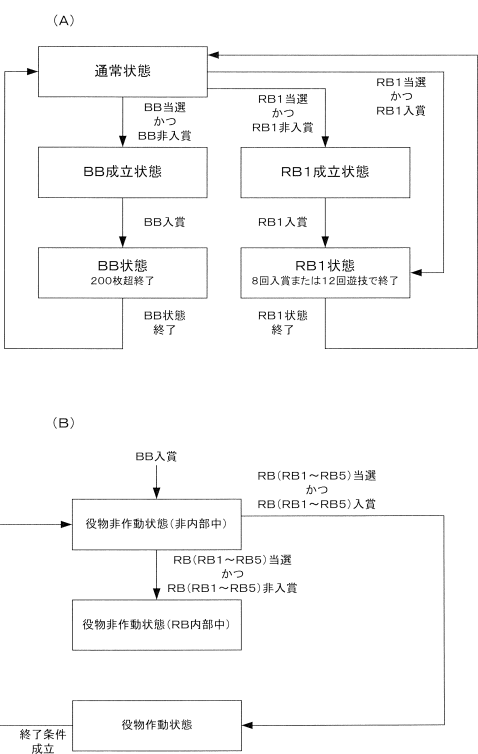 （A）
通常状態
BB当選
かつ
BB非入賞
RB1当選
かつ
RB1非入賞
RB1当選
かつ
RB1入賞
BB成立状態
RB1成立状態
BB入賞
RB1入賞
BB状態
200枚超終了
RB1状態
8回入賞または12回遊技で終了
BB状態
終了
RB1状態
終了
（B）
BB入賞
RB（RB1～RB5）当選
かつ
RB（RB1～RB5）入賞
役物非作動状態（非内部中）
RB（RB1～RB5）当選
かつ
RB（RB1～RB5）非入賞
役物非作動状態（RB内部中）
役物作動状態
終了条件
成立